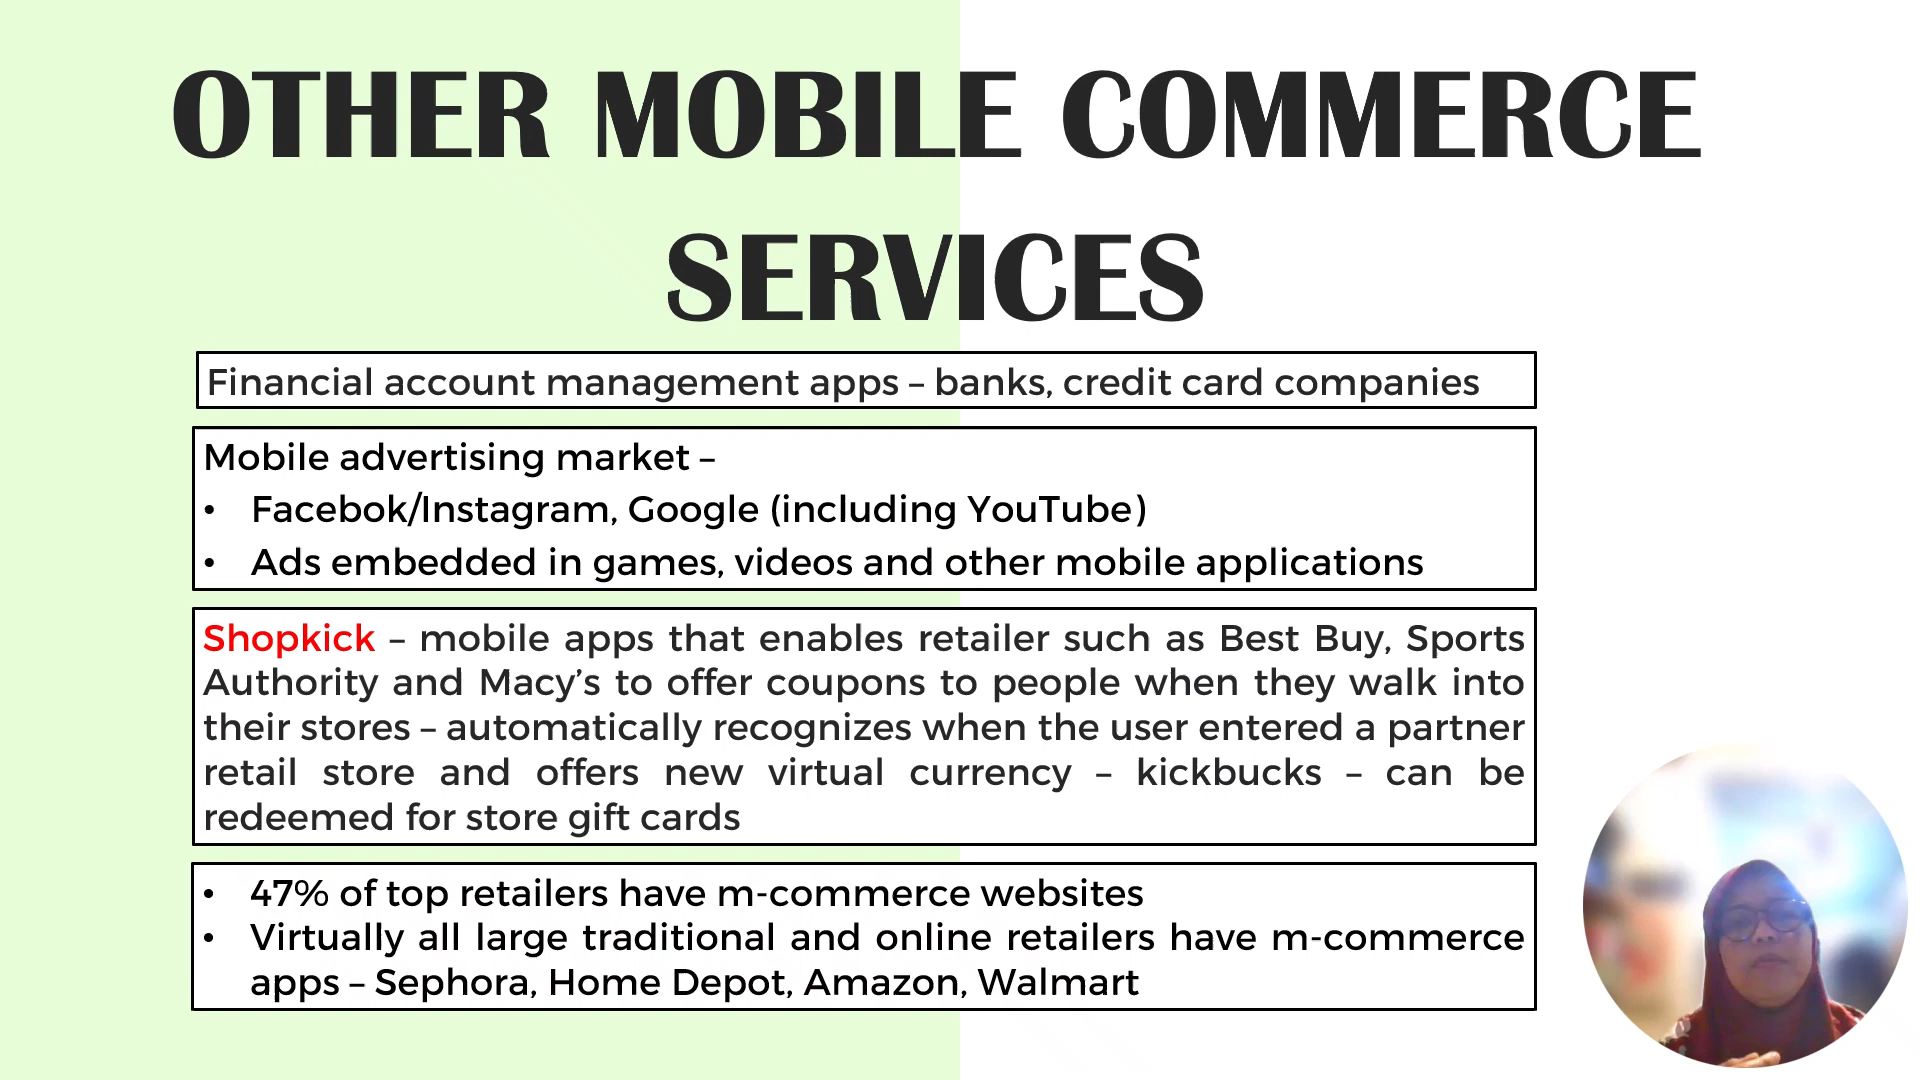 OTHER MOBILE COMMERCE
SERVICES
Financial account management apps – banks, credit card companies
Mobile advertising market –
• Facebok/Instagram, Google (including YouTube)
• Ads embedded in games, videos and other mobile applications
Shopkick – mobile apps that enables retailer such as Best Buy, Sports
Authority and Macy’s to offer coupons to people when they walk into
their stores – automatically recognizes when the user entered a partner
retail store and offers new virtual currency – kickbucks – can be
redeemed for store gift cards
• 47% of top retailers have m-commerce websites
• Virtually all large traditional and online retailers have m-commerce
apps – Sephora, Home Depot, Amazon, Walmart